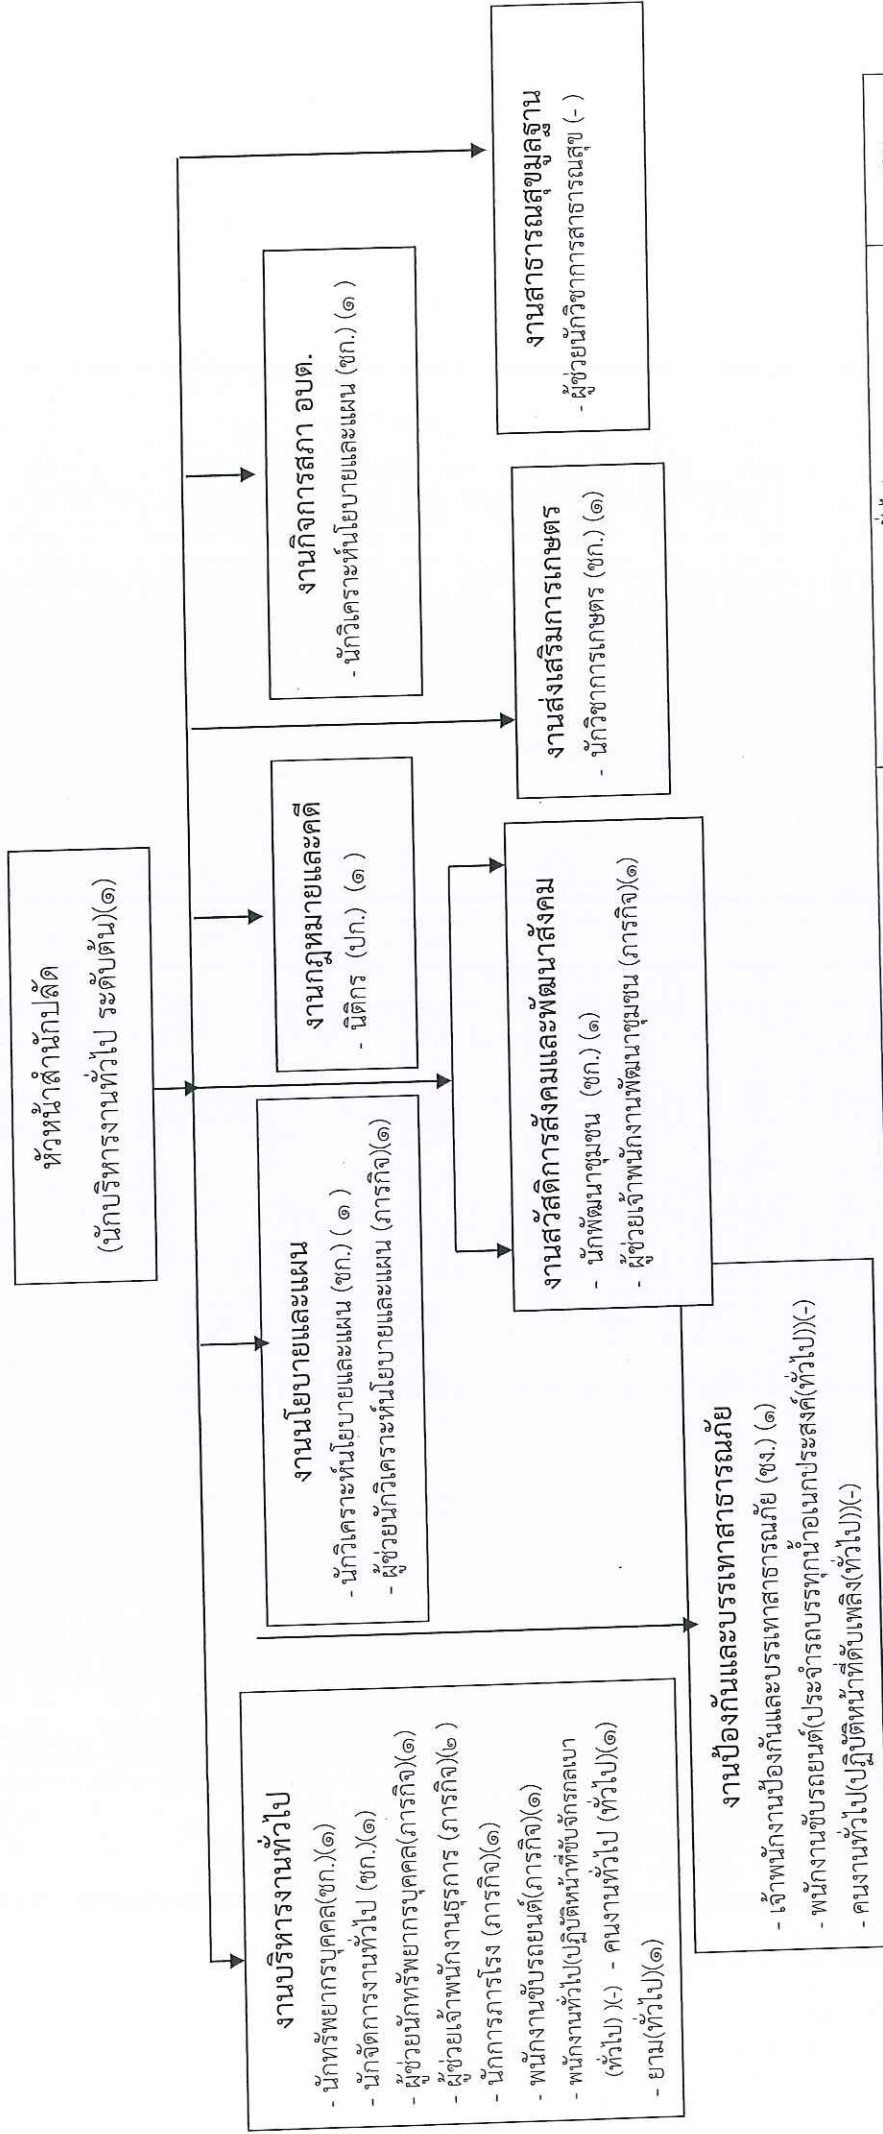 หัวหน้าสำนักปลัด
(นักบริหารงานทั่วไป ระดับต้น)(๑)
งานบริหารงานทั่วไป
- นักทรัพยากรบุคคล(ชก.)(๑)
- นักจัดการงานทั่วไป (ชก.)(๑)
- ผู้ช่วยนักทรัพยากรบุคคล(ภารกิจ)(๑)
- ผู้ช่วยเจ้าพนักงานธุรการ (ภารกิจ)(๒ )
- นักการภารโรง (ภารกิจ)(๑)
- พนักงานขับรถยนต์(ภารกิจ)(๑)
- พนักงานทั่วไป(ปฏิบัติหน้าที่ขับจักรกลเบา
(ทั่วไป) )(-) - คนงานทั่วไป (ทั่วไป)(๑)
- ยาม(ทั่วไป)(๑)
งานนโยบายและแผน
- นักวิเคราะห์นโยบายและแผน (ชก.) ( ๑ )
- ผู้ช่วยนักวิเคราะห์นโยบายและแผน (ภารกิจ)(๑)
งานกฎหมายและคดี
- นิติกร (ปก.) (๑ )
งานกิจการสภา อบต.
- นักวิเคราะห์นโยบายและแผน (ชก.) (๑ )
งานป้องกันและบรรเทาสาธารณภัย
- เจ้าพนักงานป้องกันและบรรเทาสาธารณภัย (ชง.) (๑)
- พนักงานขับรถยนต์(ประจำรถบรรทุกน้ำอเนกประสงค์(ทั่วไป))(-)
- คนงานทั่วไป(ปฏิบัติหน้าที่ดับเพลิง(ทั่วไป))(-)
งานสวัสดิการสังคมและพัฒนาสังคม
- นักพัฒนาชุมชน (ชก.) (๑)
- ผู้ช่วยเจ้าพนักงานพัฒนาชุมชน (ภารกิจ)(๑)
งานส่งเสริมการเกษตร
- นักวิชาการเกษตร (ชก.) (๑)
งานสาธารณสุขมูลฐาน
- ผู้ช่วยนักวิชาการสาธารณสุข (- )